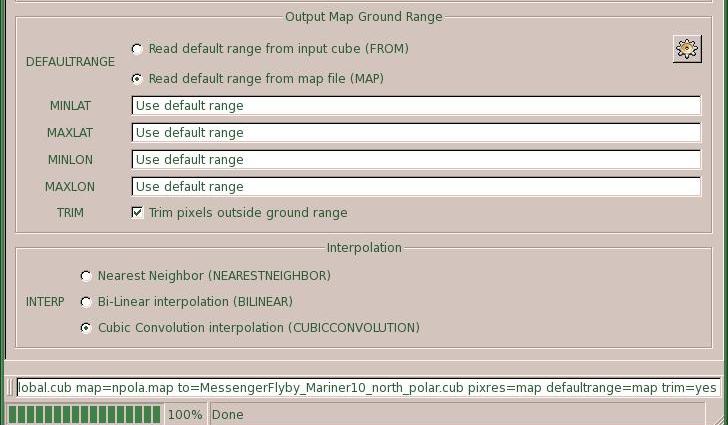 Output Map Ground Range
DEFAULTRANGE
Read default range from input cube (FROM)
Read default range from map file (MAP)
MINLAT Use default range
MAXLAT Use default range
MINLON Use default range
MAXLON Use default range
TRIM Trim pixels outside ground range
Interpolation
Nearest Neighbor (NEARESTNEIGHBOR)
INTERP Bi-Linear interpolation (BILINEAR)
Cubic Convolution interpolation (CUBICCONVOLUTION)
lobal.cub map=npola.map to=MessengerFlyby_Mariner10_north_polar.cub pixres=map defaultrange=map trim=yes
100% Done